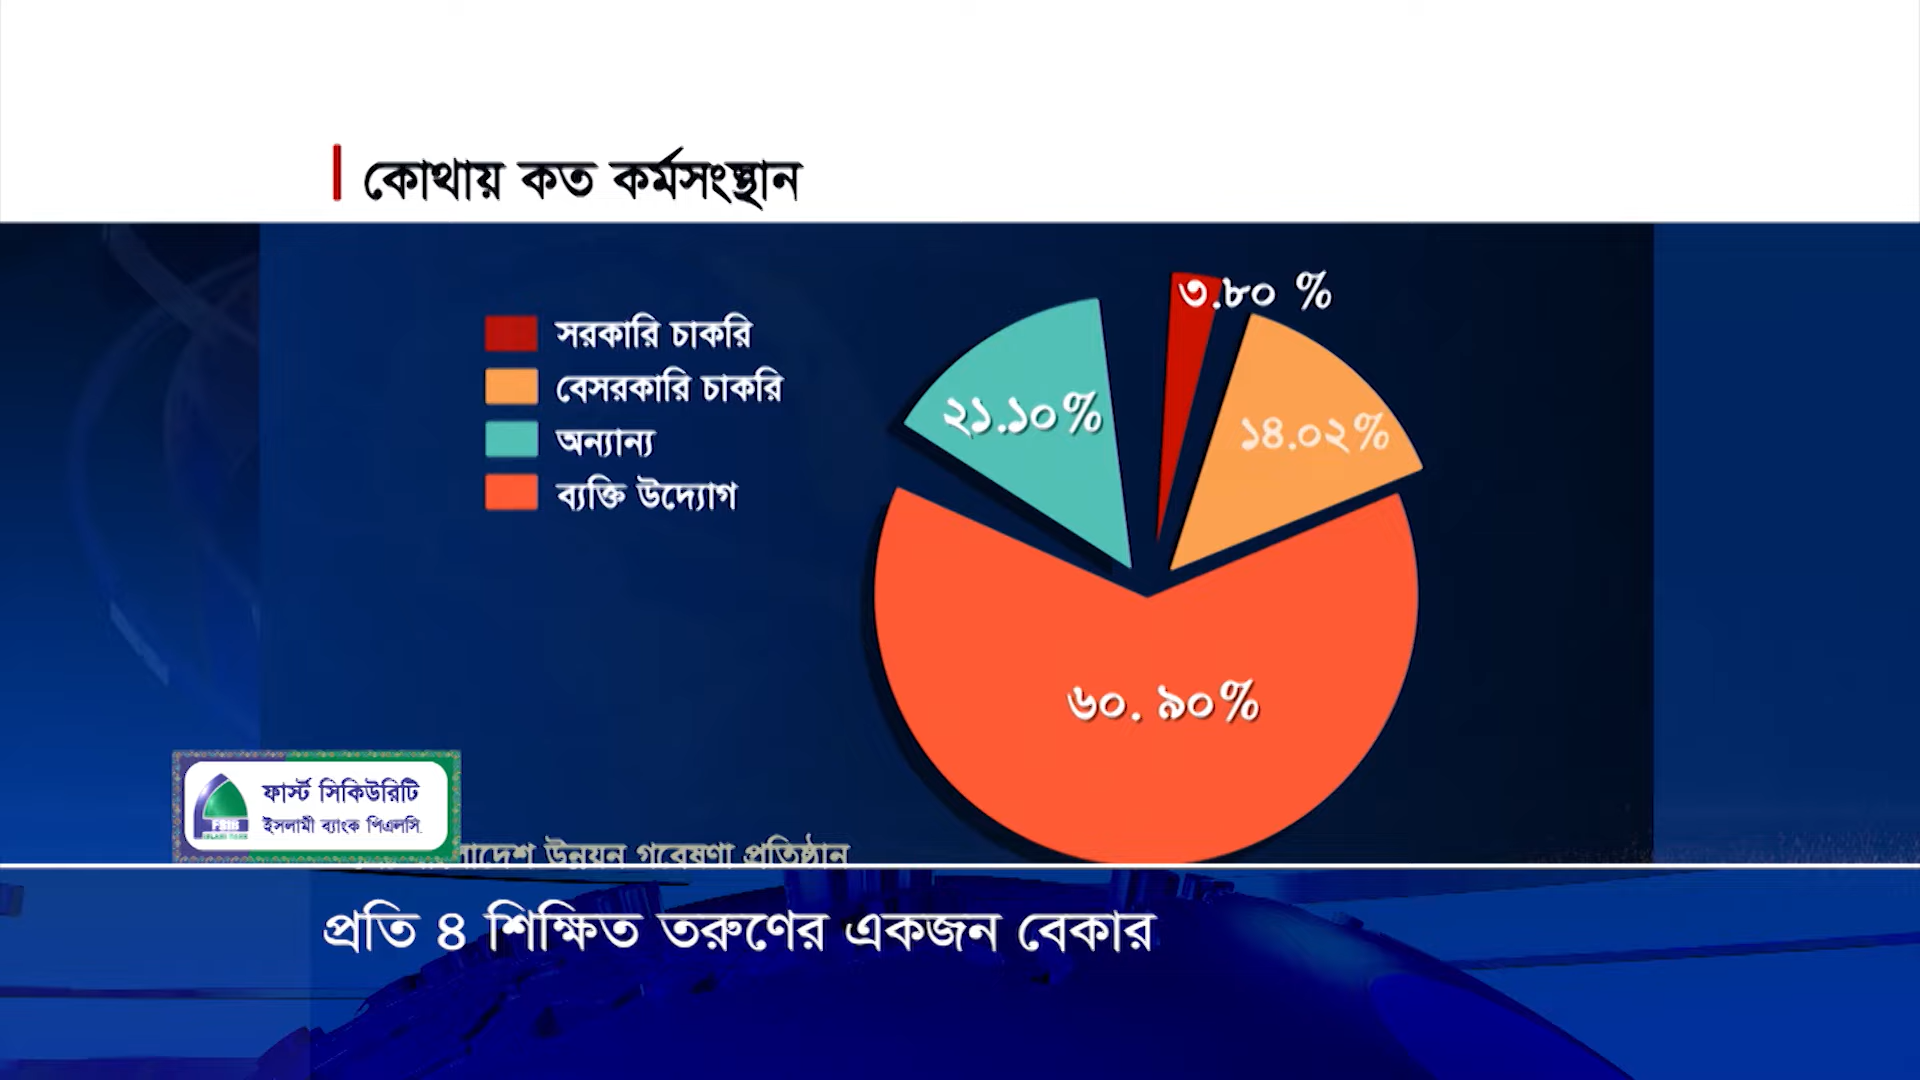 কোথায় কত কর্মসংস্থান
৩.৮০ %
সরকারি চাকরি
বেসরকারি চাকরি
অন্যান্য
ব্যক্তি উদ্যোগ
২১.১০%
১৪.০২%
৬০. ৯০%
ফার্স্ট সিকিউরিটি
ইসলামী ব্যাংক পিএলসি.
FSIB
উন্নয়ন গবেষণা প্রতিষ্ঠান
প্রতি ৪ শিক্ষিত তরুণের একজন বেকার